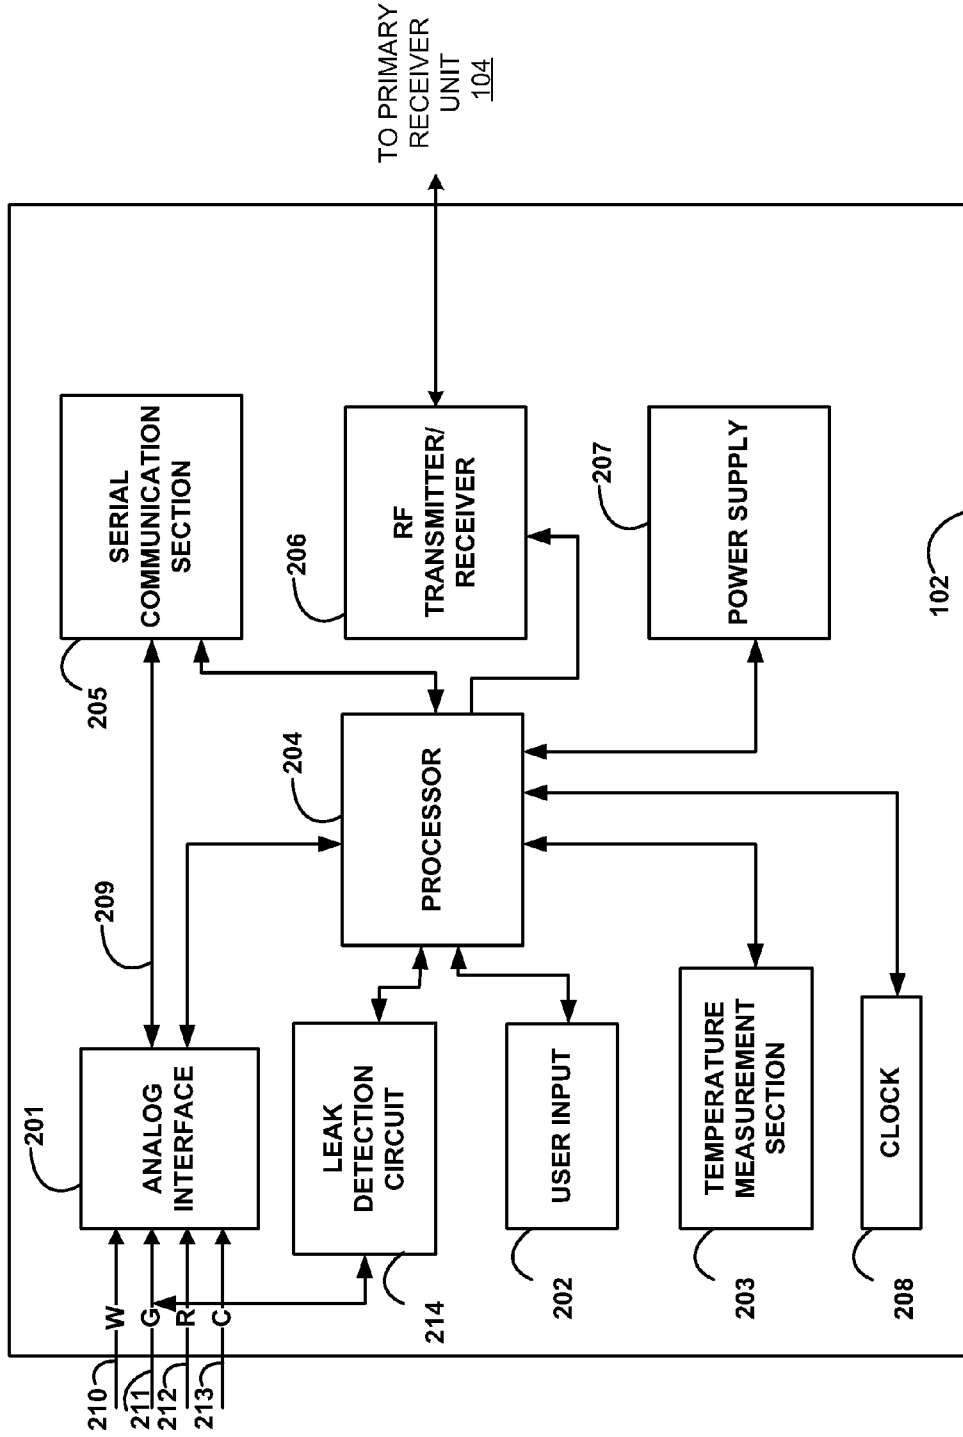 210
211
212
213
W
G
R
C
201
ANALOG
INTERFACE
209
205
SERIAL
COMMUNICATION
SECTION
214
LEAK
DETECTION
CIRCUIT
204
PROCESSOR
206
RF
TRANSMITTER/
RECEIVER
TO PRIMARY
RECEIVER
UNIT
104
202
USER INPUT
203
TEMPERATURE
MEASUREMENT
SECTION
207
POWER SUPPLY
208
CLOCK
102